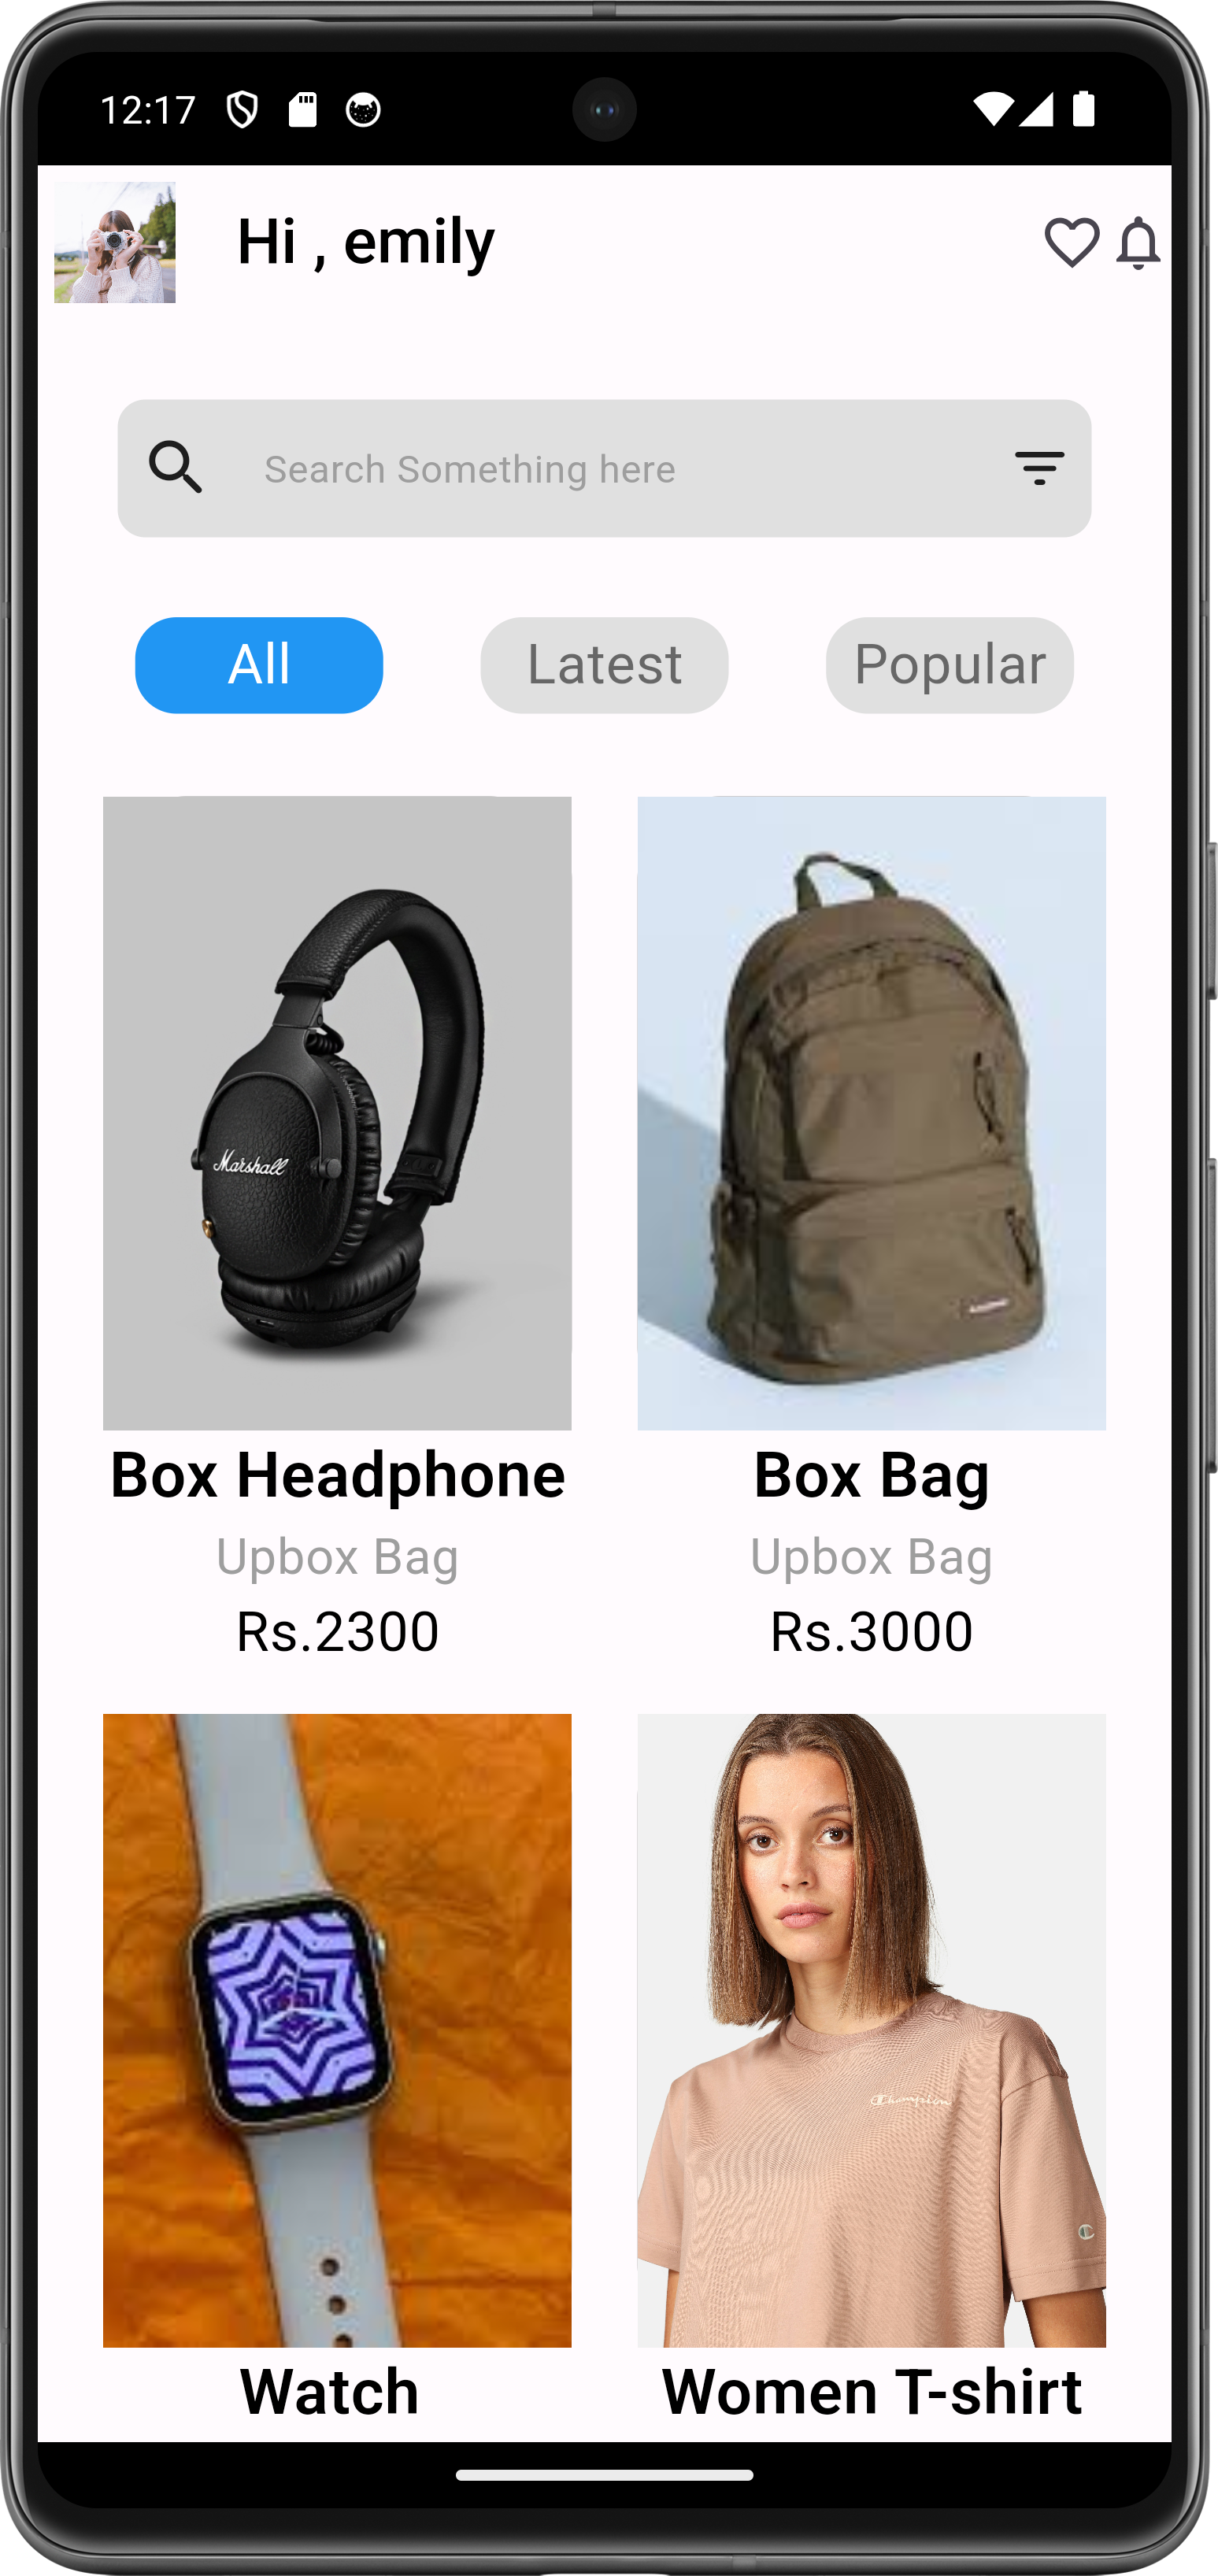 12:17
Hi , emily
Search Something here
All
Latest
Popular
Marshall
Box Headphone
Box Bag
Upbox Bag
Upbox Bag
Rs.2300
Rs.3000
Champion
Watch
Women T-shirt